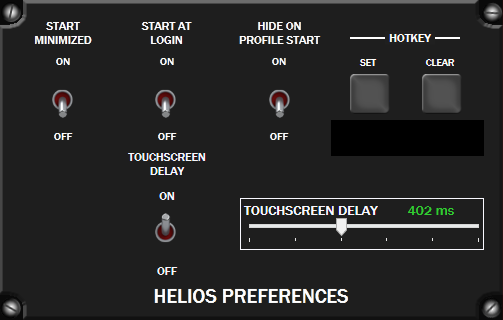 START
MINIMIZED
ON
OFF
START AT
LOGIN
ON
OFF
HIDE ON
PROFILE START
ON
OFF
HOTKEY
SET
CLEAR
TOUCHSCREEN
DELAY
ON
OFF
TOUCHSCREEN DELAY 402 ms
HELIOS PREFERENCES